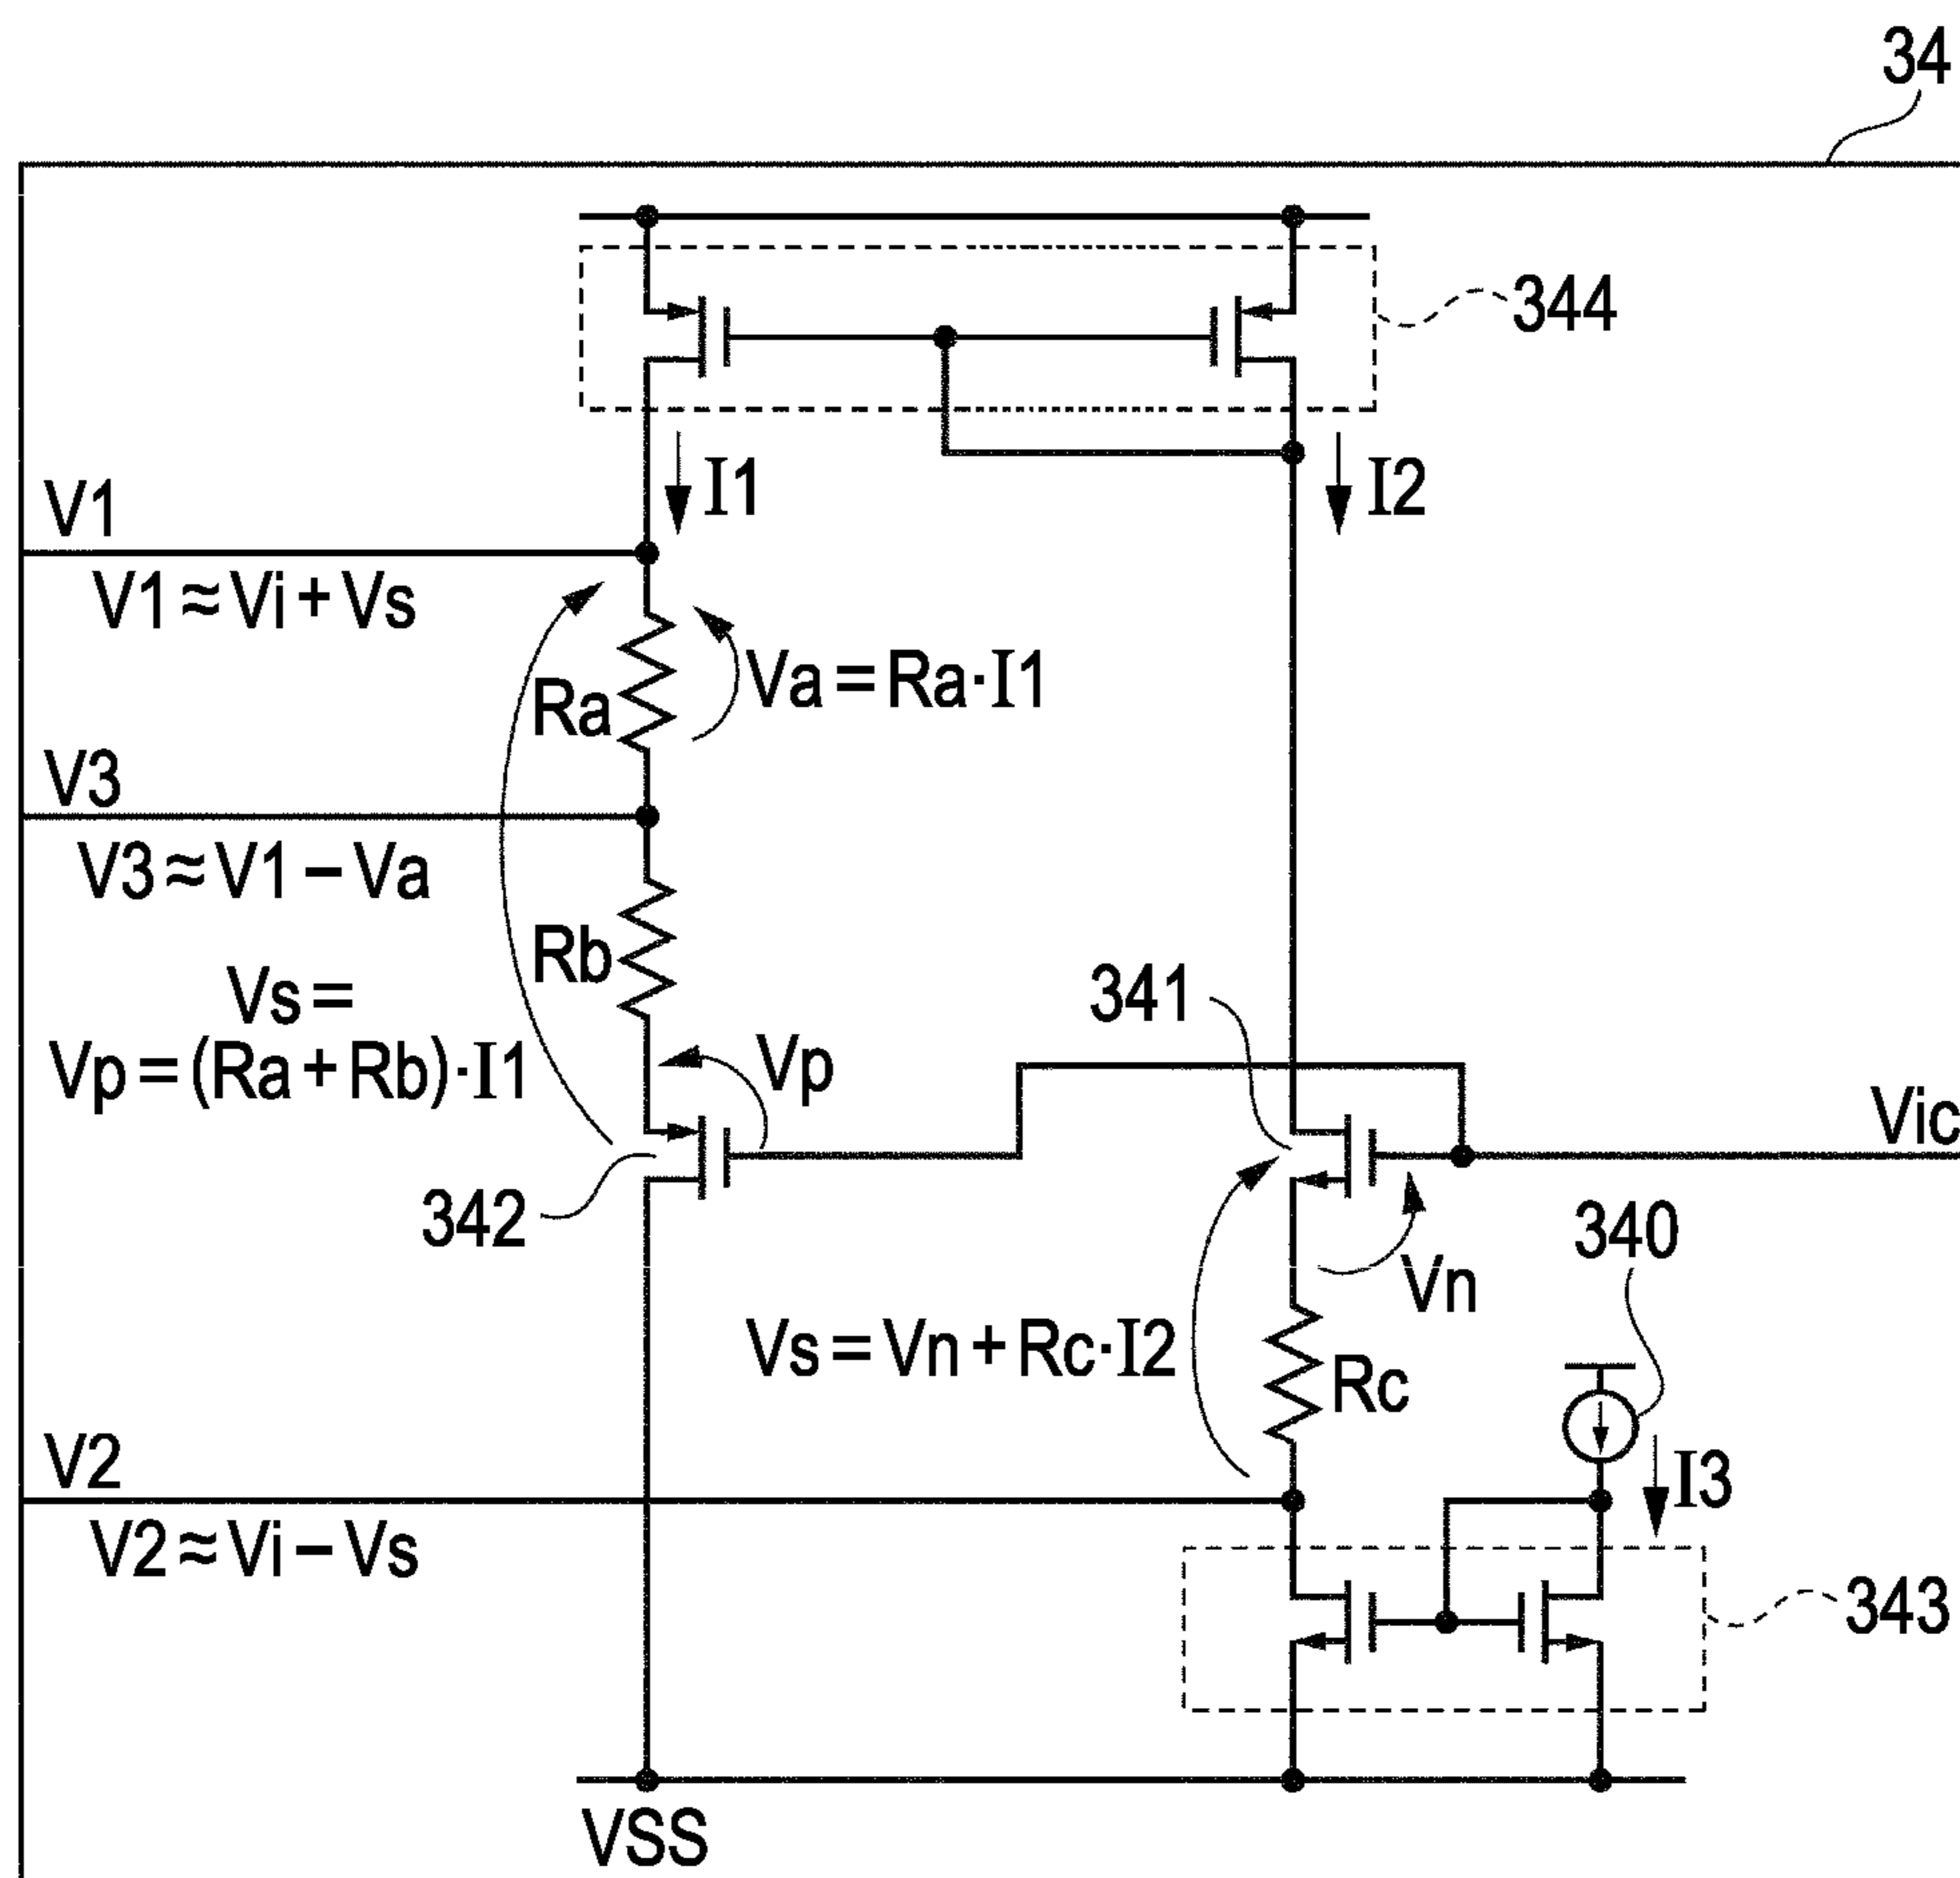 34
344
I1
I2
V1
V1≈Vi+Vs
Ra
Va=Ra·I1
V3
V3≈V1−Va
Rb
Vs=
Vp=(Ra+Rb)·I1
Vp
341
Vic
342
340
Vn
Vs=Vn+Rc·I2
Rc
V2
I3
V2≈Vi−Vs
343
VSS